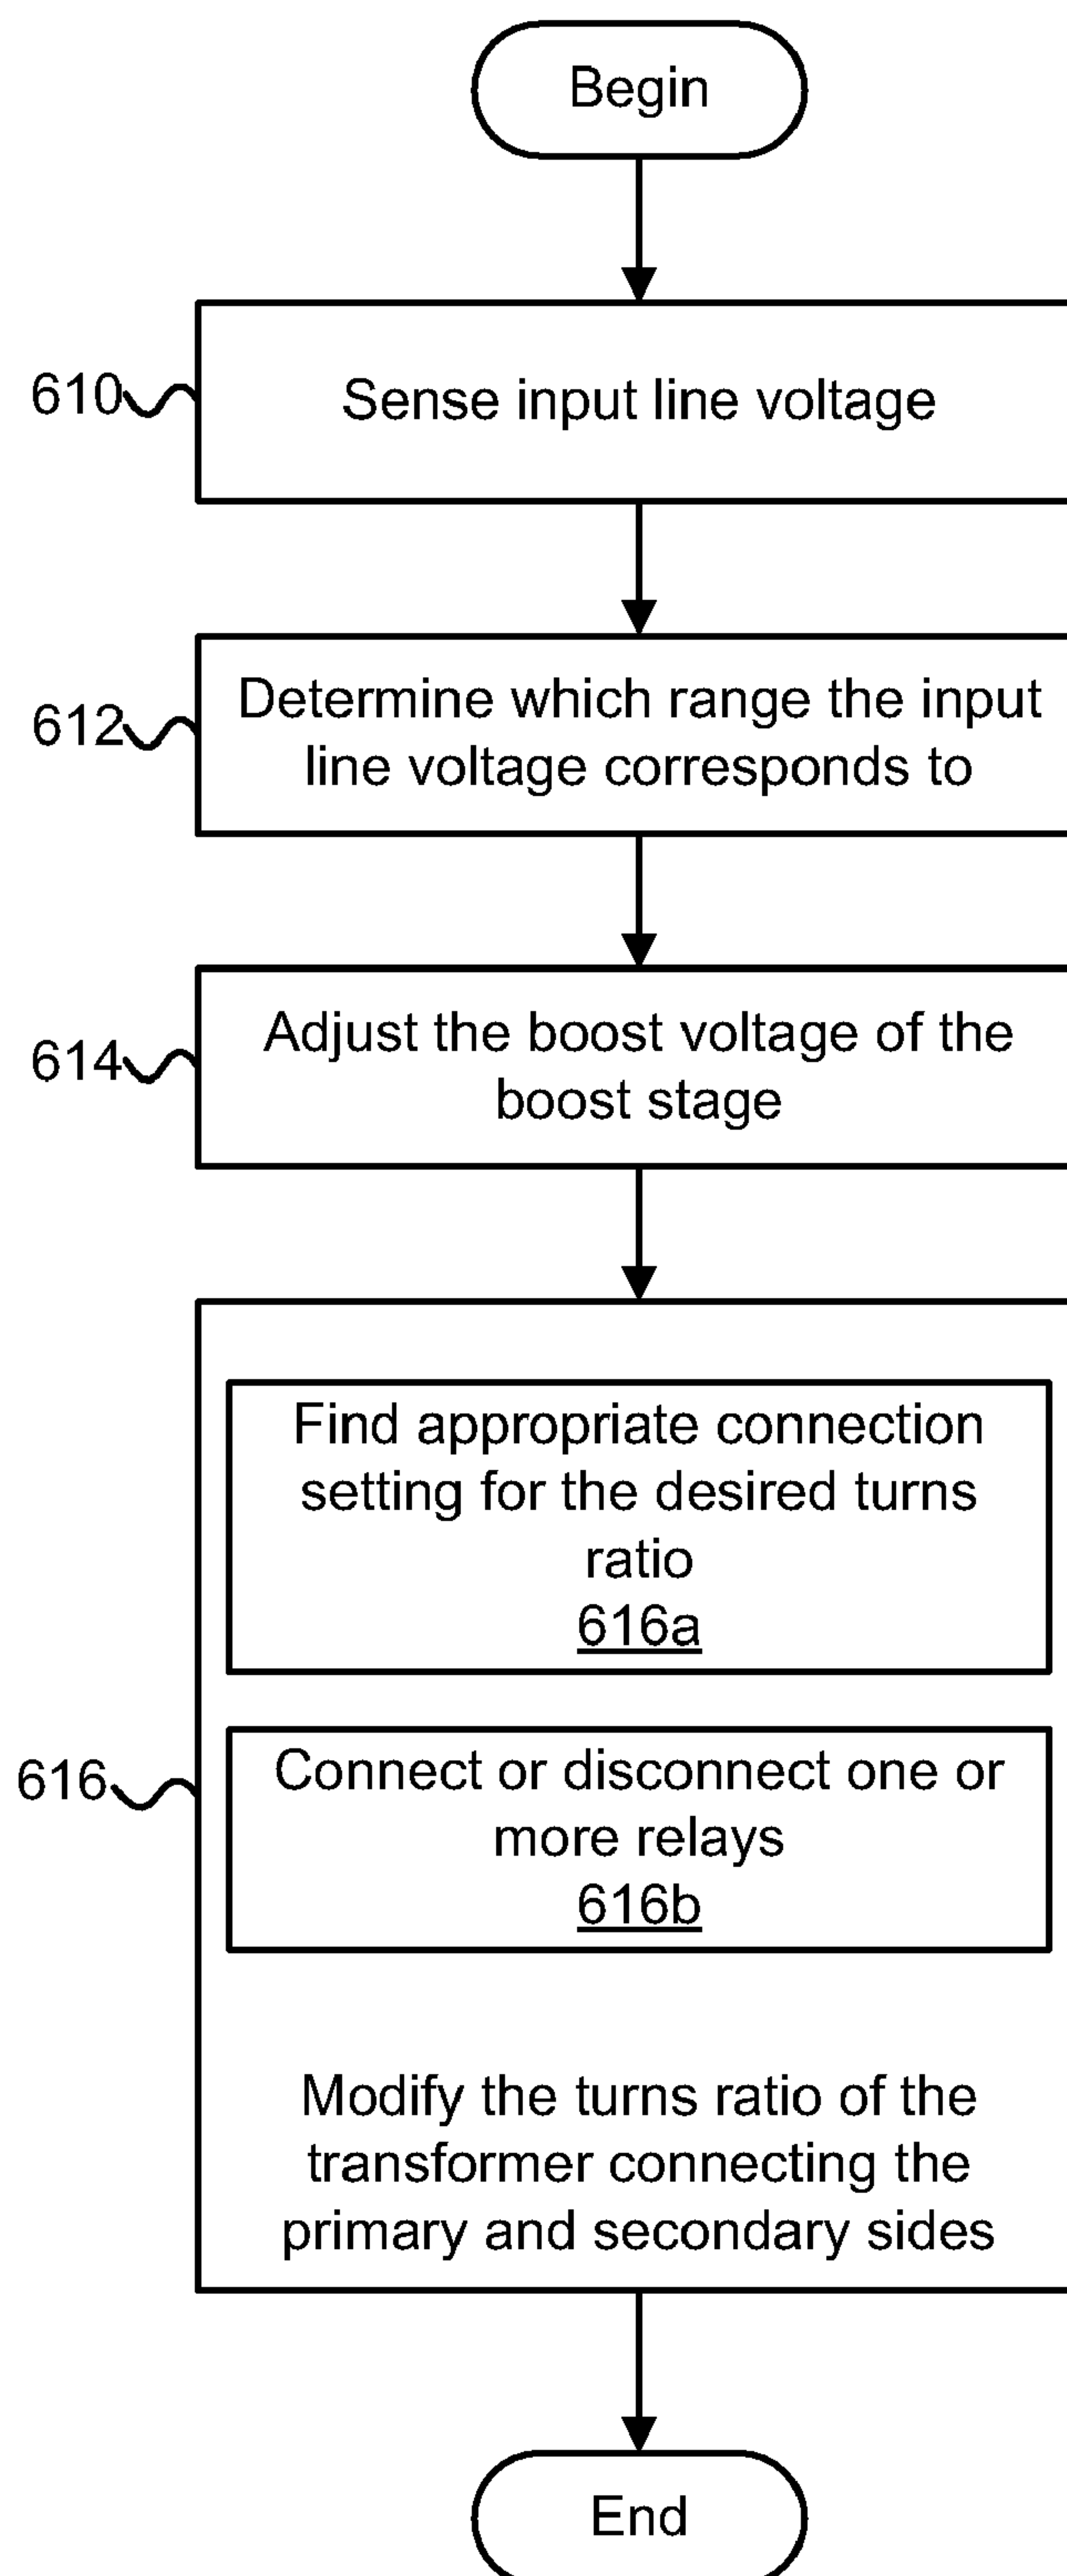 Begin
610
Sense input line voltage
612
Determine which range the input
line voltage corresponds to
614
Adjust the boost voltage of the
boost stage
616
Find appropriate connection
setting for the desired turns
ratio
616a
Connect or disconnect one or
more relays
616b
Modify the turns ratio of the
transformer connecting the
primary and secondary sides
End